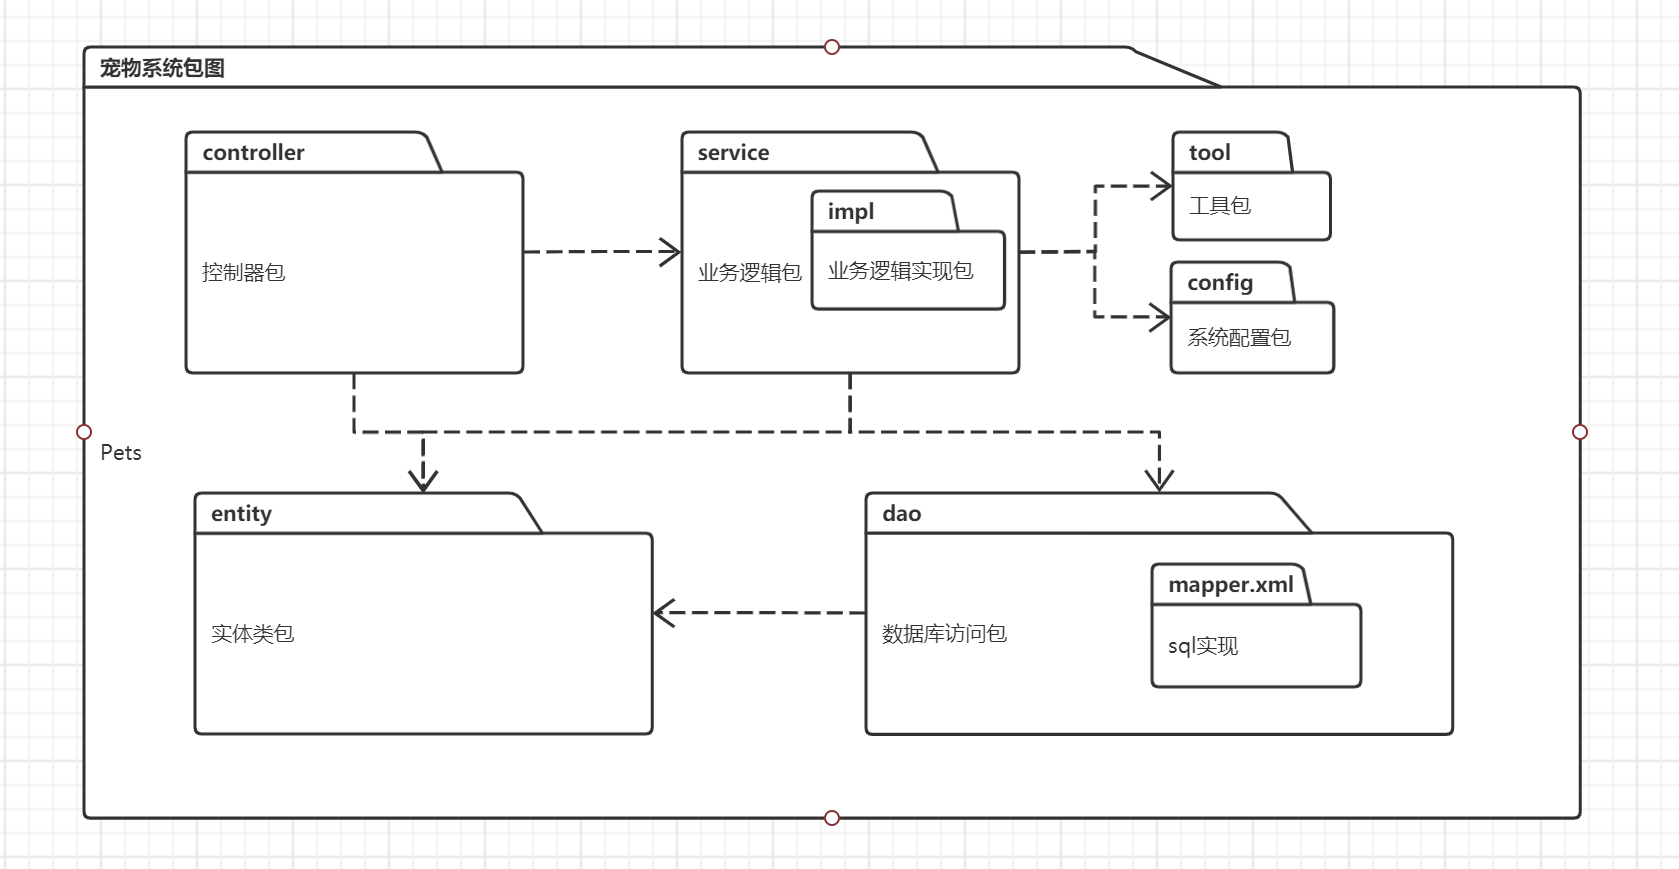 宠物系统包图
controller
控制器包
service
业务逻辑包
impl
业务逻辑实现包
tool
工具包
config
系统配置包
Pets
entity
实体类包
dao
数据库访问包
mapper.xml
sql实现